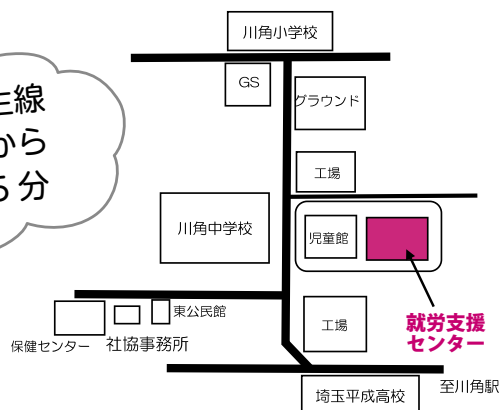 川角小学校
GS
グラウンド
線
から
分
工場
川角中学校
児童館
東公民館
工場
就労支援
センター
保健センター
社協事務所
至川角駅
埼玉平成高校